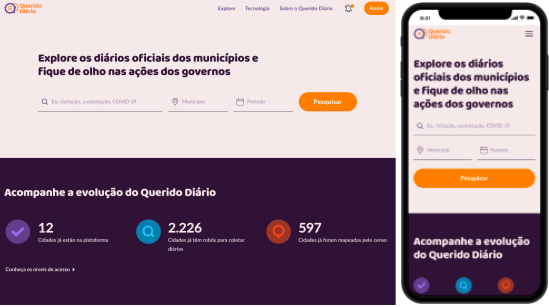 Querido
Diário
Explore
Tecnologia
Sobre o Querido Diário
Apoie
Explore os diários oficiais dos municípios e
fique de olho nas ações dos governos
Ex.: licitação, contratação, COVID 19
Município
Período
Pesquisar
Acompanhe a evolução do Querido Diário
12
Cidades já estão na plataforma
2.226
Cidades já têm robôs para coletar
diários
597
Cidades já foram mapeadas pelo censo
Conheça os níveis de acesso
9:41
Querido
Diário
Explore os diários
oficiais dos municípios
e fique de olho nas
ações dos governos
Ex.: licitação, contratação, COVID 19
Município
Período
Pesquisar
Acompanhe a evolução
do Querido Diário